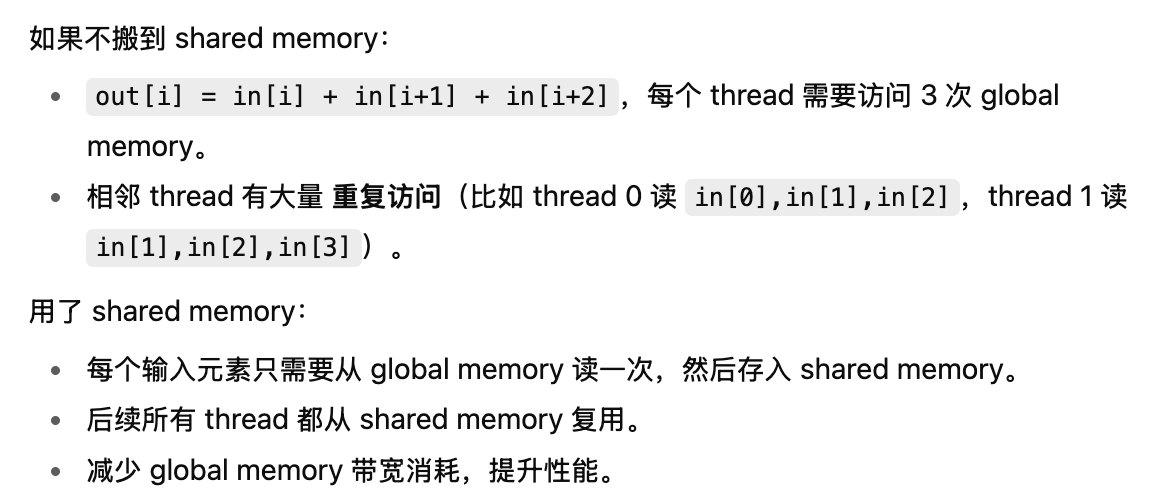 如果不搬到 shared memory：
• out[i] = in[i] + in[i+1] + in[i+2]，每个 thread 需要访问 3 次 global
memory。
• 相邻 thread 有大量 重复访问（比如 thread 0 读 in[0],in[1],in[2]，thread 1 读
in[1],in[2],in[3]）。
用了 shared memory：
• 每个输入元素只需要从 global memory 读一次，然后存入 shared memory。
• 后续所有 thread 都从 shared memory 复用。
• 减少 global memory 带宽消耗，提升性能。